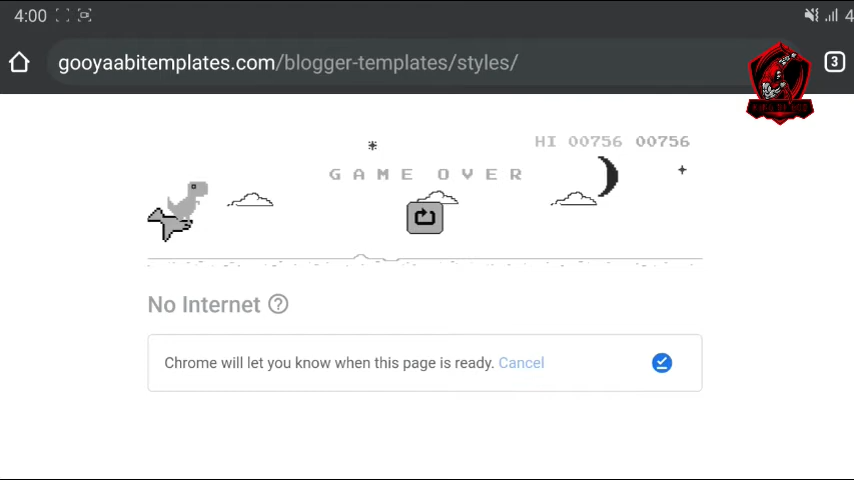 4:00
4
gooyaabitemplates.com/blogger-templates/styles/
3
HI 00756 00756
GAME OVER
No Internet
Chrome will let you know when this page is ready. Cancel